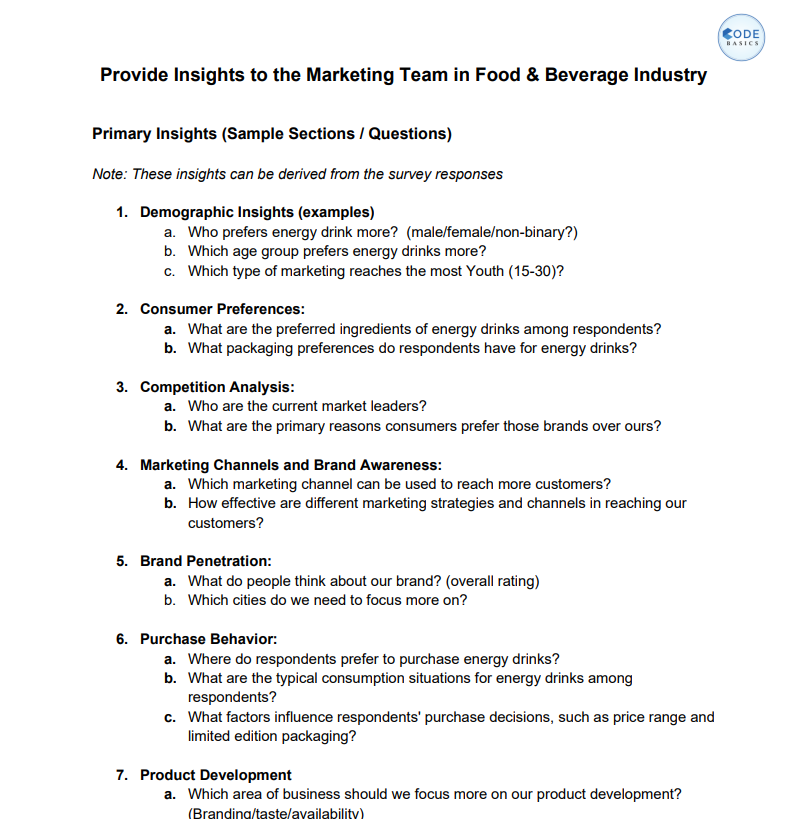 CODE
BASICS
Provide Insights to the Marketing Team in Food & Beverage Industry
Primary Insights (Sample Sections / Questions)
Note: These insights can be derived from the survey responses
1. Demographic Insights (examples)
a. Who prefers energy drink more? (male/female/non-binary?)
b. Which age group prefers energy drinks more?
c. Which type of marketing reaches the most Youth (15-30)?
2. Consumer Preferences:
a. What are the preferred ingredients of energy drinks among respondents?
b. What packaging preferences do respondents have for energy drinks?
3. Competition Analysis:
a. Who are the current market leaders?
b. What are the primary reasons consumers prefer those brands over ours?
4. Marketing Channels and Brand Awareness:
a. Which marketing channel can be used to reach more customers?
b. How effective are different marketing strategies and channels in reaching our
customers?
5. Brand Penetration:
a. What do people think about our brand? (overall rating)
b. Which cities do we need to focus more on?
6. Purchase Behavior:
a. Where do respondents prefer to purchase energy drinks?
b. What are the typical consumption situations for energy drinks among
respondents?
c. What factors influence respondents' purchase decisions, such as price range and
limited edition packaging?
7. Product Development
a. Which area of business should we focus more on our product development?
(Branding/taste/availability)